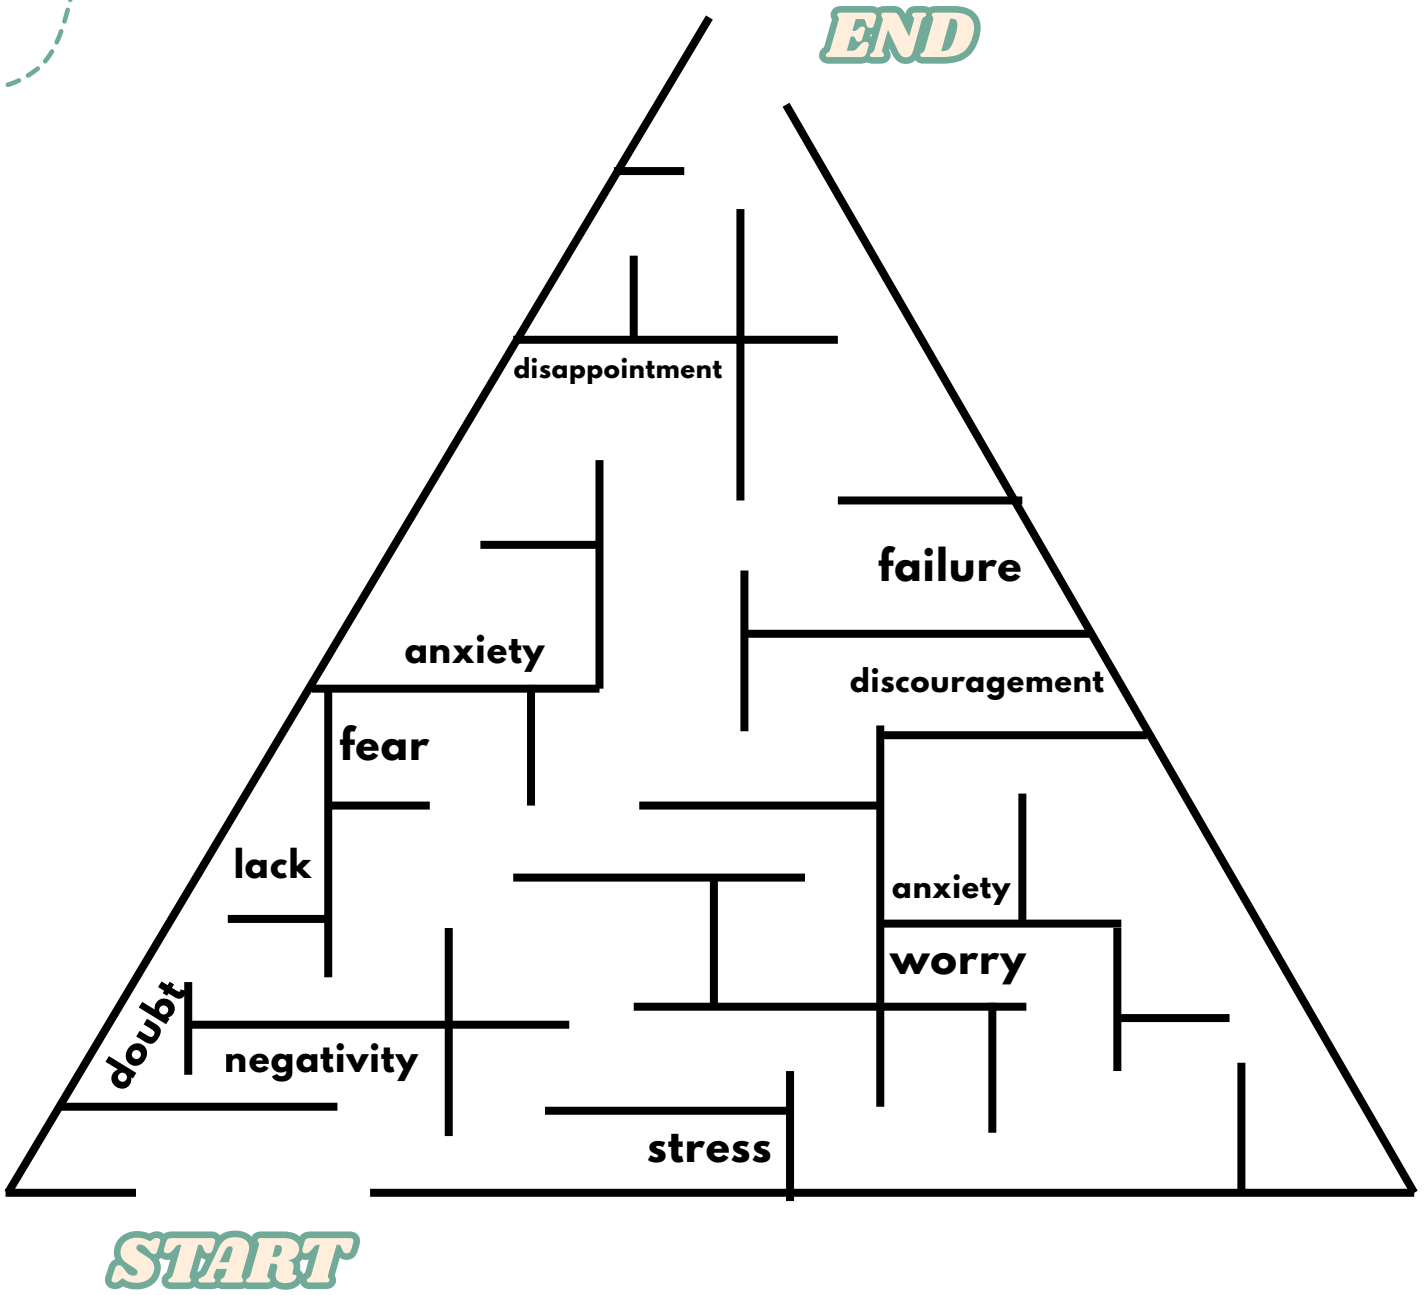 END
disappointment
failure
anxiety
discouragement
fear
lack
anxiety
worry
doubt
negativity
stress
START